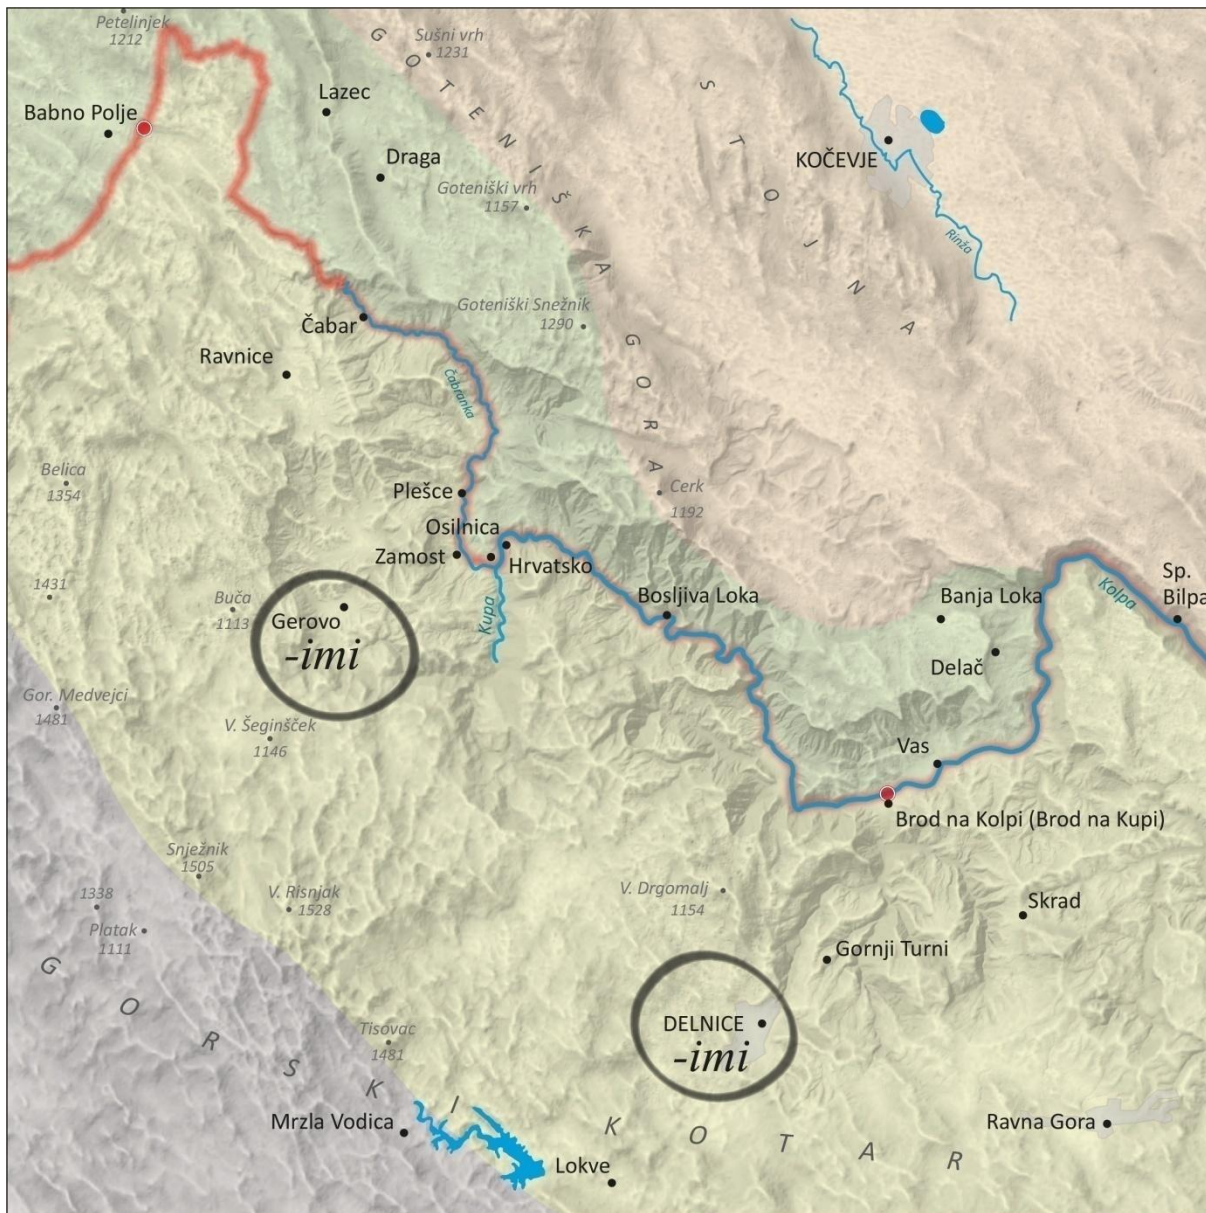 Petelinjek
1212
Sušni vrh
1231
GOTENIŠKA GORA
STOJNA
Lazec
Babno Polje
Draga
KOČEVJE
Goteniški vrh
1157
Rinža
Goteniški Snežnik
1290
Čabar
Ravnice
Čabranka
Belica
1354
Plešce
Cerk
1192
Osilnica
Zamost
Hrvatsko
Sp.
Bilpa
Kolpa
1431
Buča
1113
Gerovo
-imi
Kupa
Bosljiva Loka
Banja Loka
Delač
Gor. Medvejci
1481
V. Šeginšček
1146
Vas
Brod na Kolpi (Brod na Kupi)
Snježnik
1505
V. Risnjak
1528
V. Drgomalj
1154
1338
Platak
1111
Skrad
Gornji Turni
GORSKI KOTAR
DELNICE
-imi
Tisovac
1481
Mrzla Vodica
Ravna Gora
Lokve